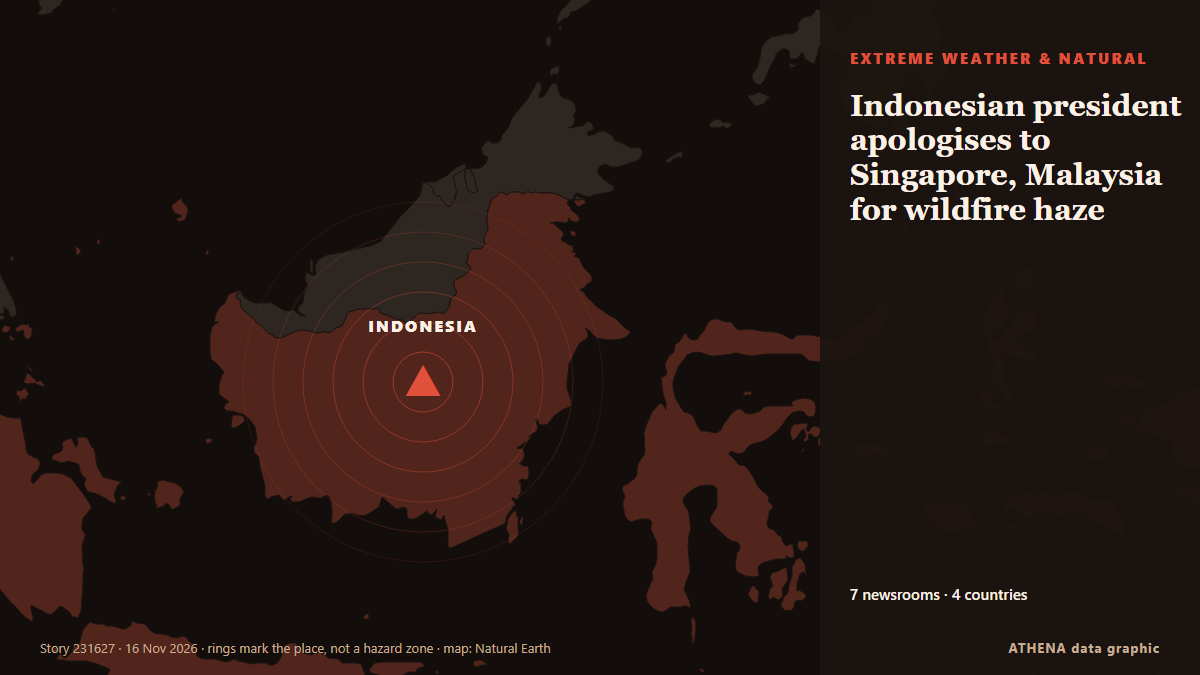 EXTREME WEATHER & NATURAL
Indonesian president
apologises to
Singapore, Malaysia
for wildfire haze
INDONESIA
7 newsrooms · 4 countries
Story 231627 · 16 Nov 2026 · rings mark the place, not a hazard zone · map: Natural Earth
ATHENA data graphic